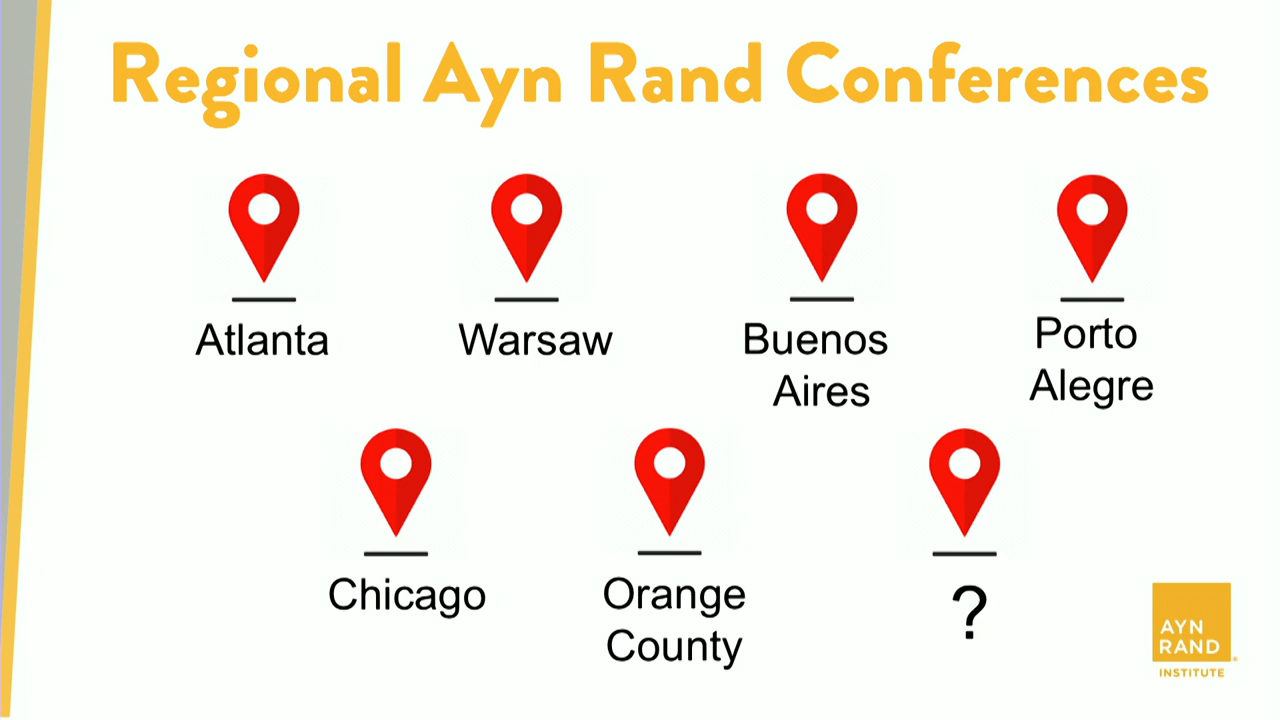 Regional Ayn Rand Conferences
Atlanta
Warsaw
Buenos
Aires
Porto
Alegre
Chicago
Orange
County
?
AYN
RAND
INSTITUTE